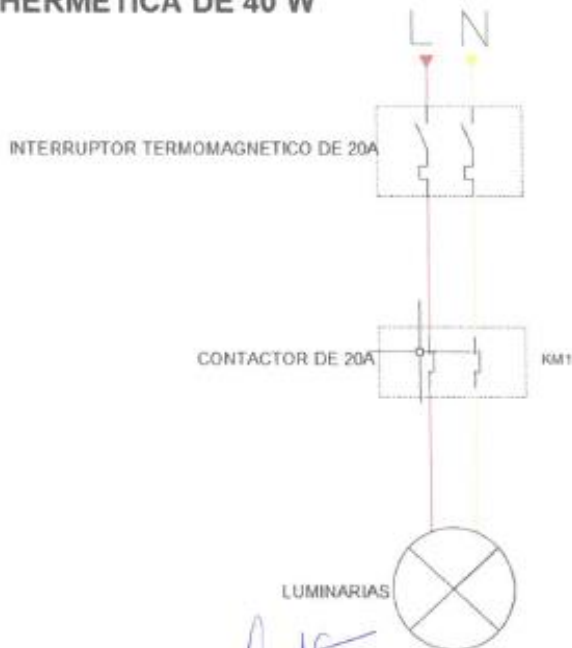 HERMETICA DE 40 W
L N
INTERRUPTOR TERMOMAGNETICO DE 20A
CONTACTOR DE 20A
KM1
LUMINARIAS